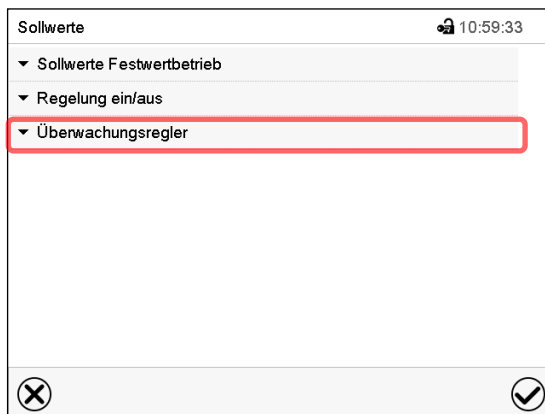 Sollwerte 10:59:33
Sollwerte Festwertbetrieb
Regelung ein/aus
Überwachungsregler